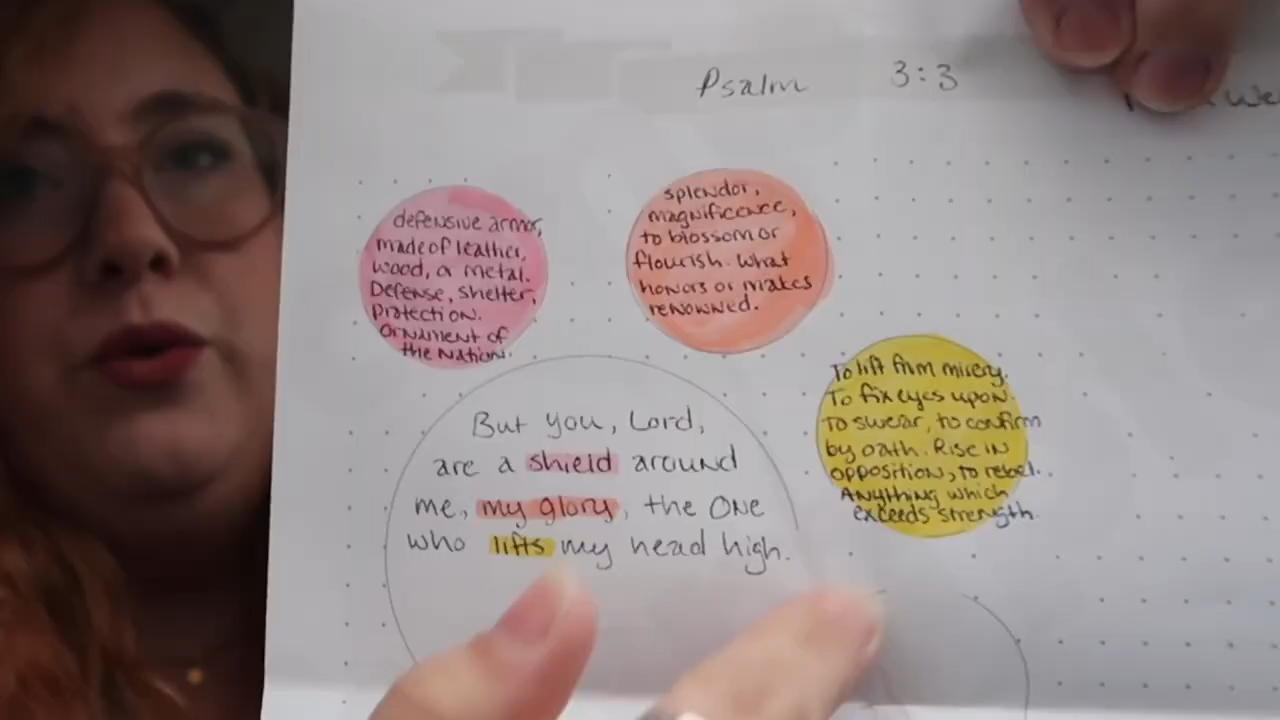 Psalm 3:3
defensive armor,
made of leather,
wood, or metal.
Defense, shelter,
protection.
Ornament of
the Nation.
splendor,
magnificence,
to blossom or
flourish. What
honors or makes
renowned.
To lift from misery.
To fix eyes upon.
To swear, to confirm
by oath. Rise in
opposition, to rebel.
Anything which
exceeds strength.
But you, Lord,
are a shield around
me, my glory, the One
who lifts my head high.